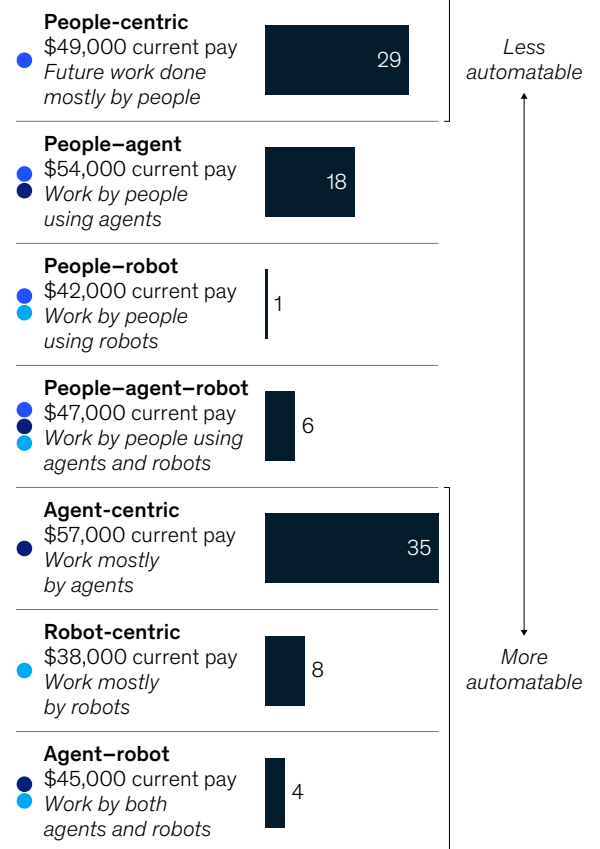 People-centric
$49,000 current pay
Future work done
mostly by people
29
Less
automatable
People–agent
$54,000 current pay
Work by people
using agents
18
People–robot
$42,000 current pay
Work by people
using robots
1
People–agent–robot
$47,000 current pay
Work by people using
agents and robots
6
Agent-centric
$57,000 current pay
Work mostly
by agents
35
Robot-centric
$38,000 current pay
Work mostly
by robots
8
More
automatable
Agent–robot
$45,000 current pay
Work by both
agents and robots
4